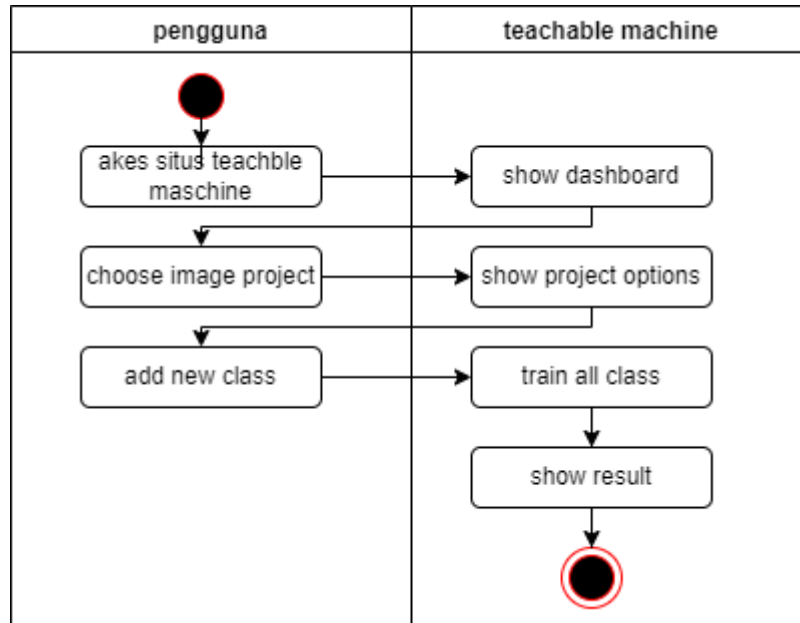 pengguna
teachable machine
akes situs teachble
maschine
show dashboard
choose image project
show project options
add new class
train all class
show result